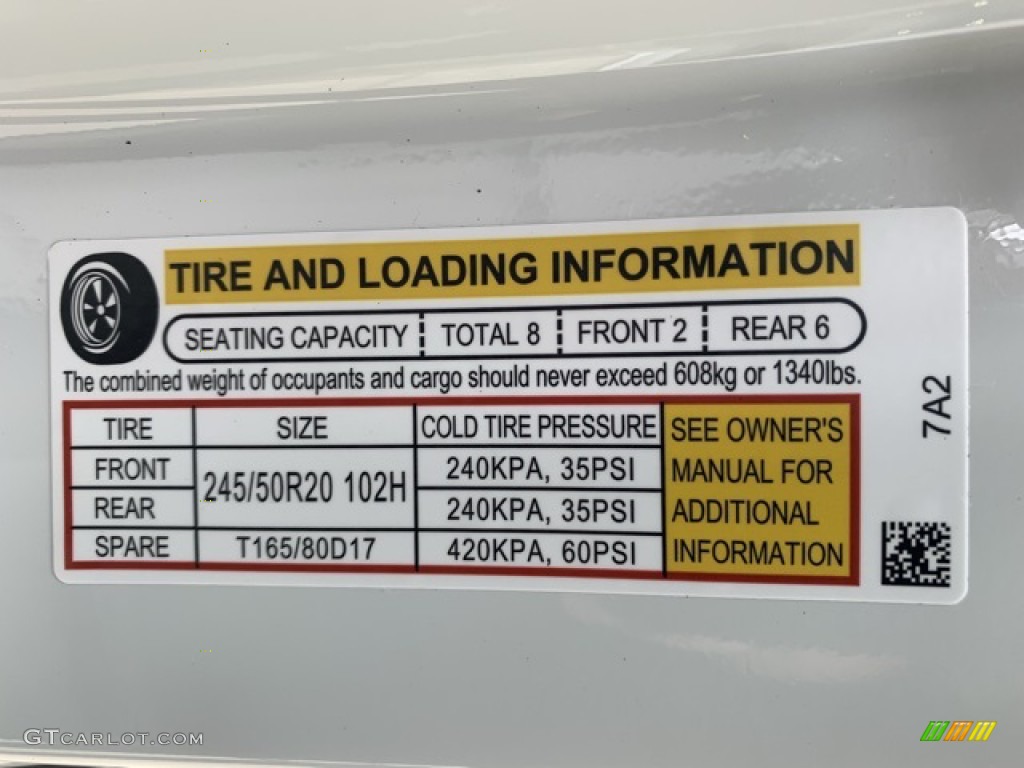 TIRE AND LOADING INFORMATION
SEATING CAPACITY TOTAL 8 FRONT 2 REAR 6
The combined weight of occupants and cargo should never exceed 608kg or 1340lbs.
TIRE SIZE COLD TIRE PRESSURE
FRONT 245/50R20 102H 240KPA, 35PSI
REAR 240KPA, 35PSI
SPARE T165/80D17 420KPA, 60PSI
SEE OWNER'S
MANUAL FOR
ADDITIONAL
INFORMATION
7A2
GTCARLOT.COM